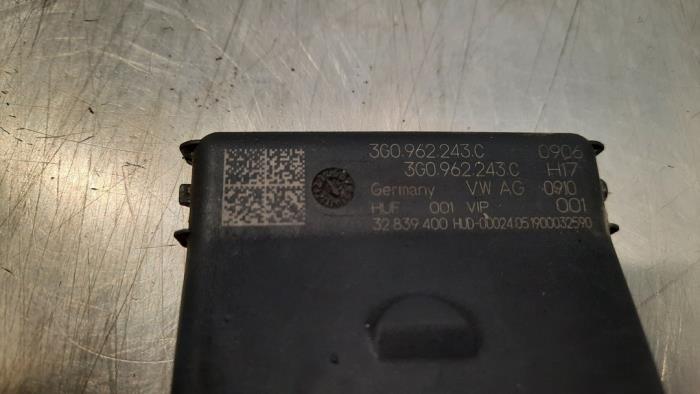 3G0.962.243.C 0906
3G0.962.243.C H17
Germany VW AG 0910
HUF 001 VIP 001
32 839 400 HUD-00024.051900032590